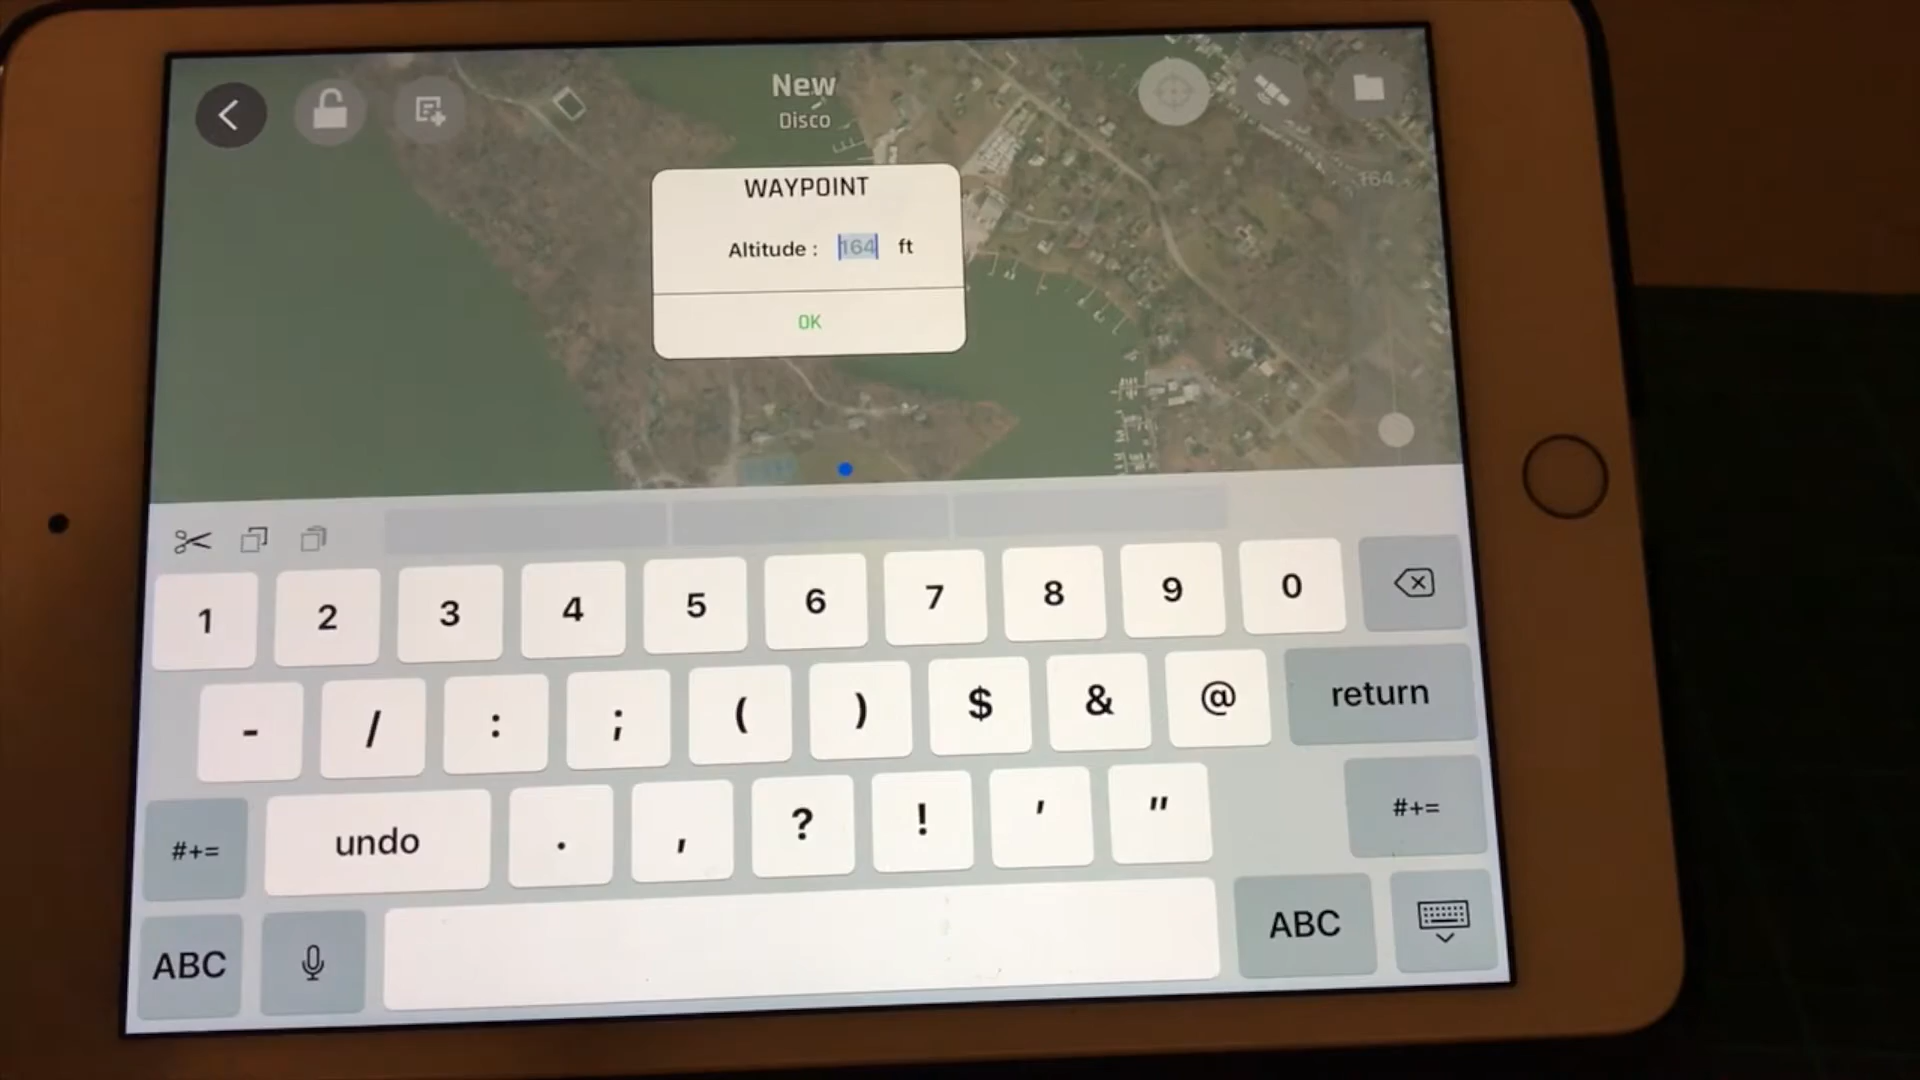 New
Disco
164
WAYPOINT
Altitude : 164 ft
OK
1 2 3 4 5 6 7 8 9 0
- / : ; ( ) $ & @ return
#+= undo . , ? ! ' " #+=
ABC ABC